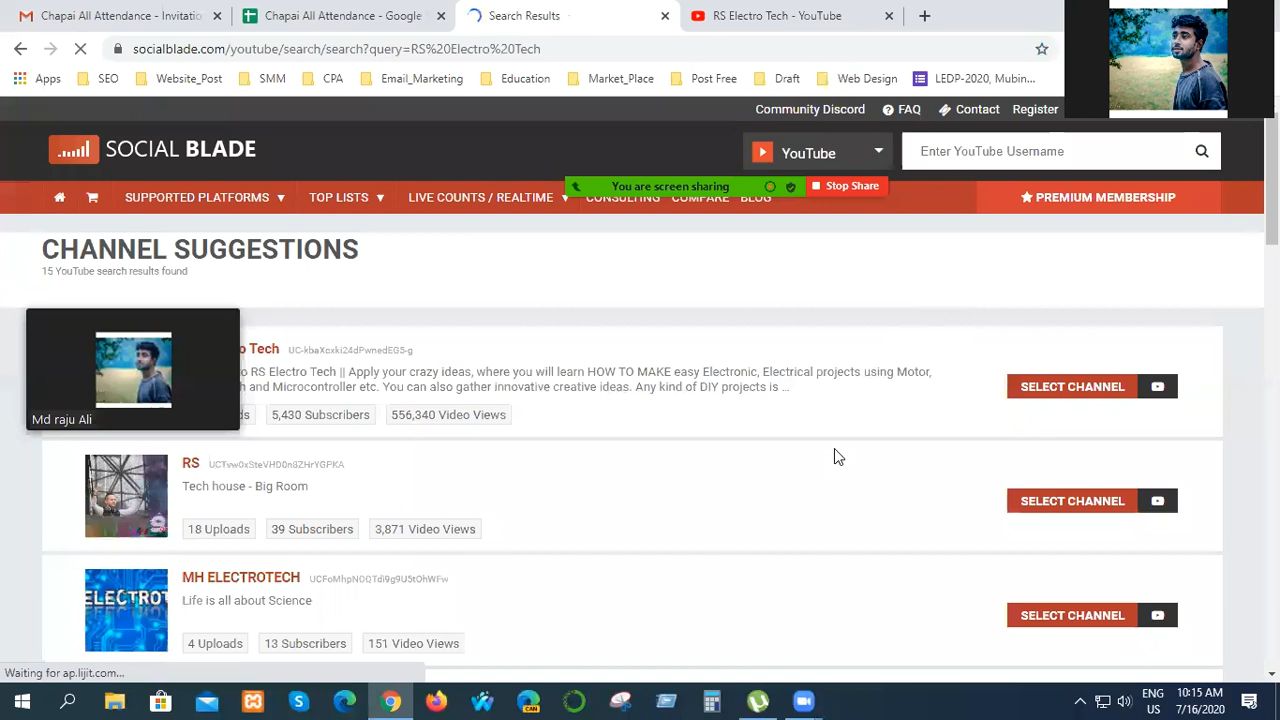 Chapai All Attendance - Invitatio
Chapai All Attendance - Google
Search Results
RS Electro Tech - YouTube
socialblade.com/youtube/search/search?query=RS%20Electro%20Tech
Apps SEO Website_Post SMM CPA Email_Marketing Education Market_Place Post Free Draft Web Design LEDP-2020, Mubin...
Community Discord FAQ Contact Register
SOCIAL BLADE
YouTube
Enter YouTube Username
You are screen sharing Stop Share
SUPPORTED PLATFORMS TOP LISTS LIVE COUNTS / REALTIME CONSULTING COMPARE BLOG PREMIUM MEMBERSHIP
CHANNEL SUGGESTIONS
15 YouTube search results found
Tech
o RS Electro Tech || Apply your crazy ideas, where you will learn HOW TO MAKE easy Electronic, Electrical projects using Motor,
and Microcontroller etc. You can also gather innovative creative ideas. Any kind of DIY projects is ...
5,430 Subscribers 556,340 Video Views
SELECT CHANNEL
Md raju Ali
RS
Tech house - Big Room
18 Uploads 39 Subscribers 3,871 Video Views
SELECT CHANNEL
MH ELECTROTECH
Life is all about Science
4 Uploads 13 Subscribers 151 Video Views
SELECT CHANNEL
ELECTROT
Waiting for ap.lijit.com...
CAN
ENG
US
10:15 AM
7/16/2020